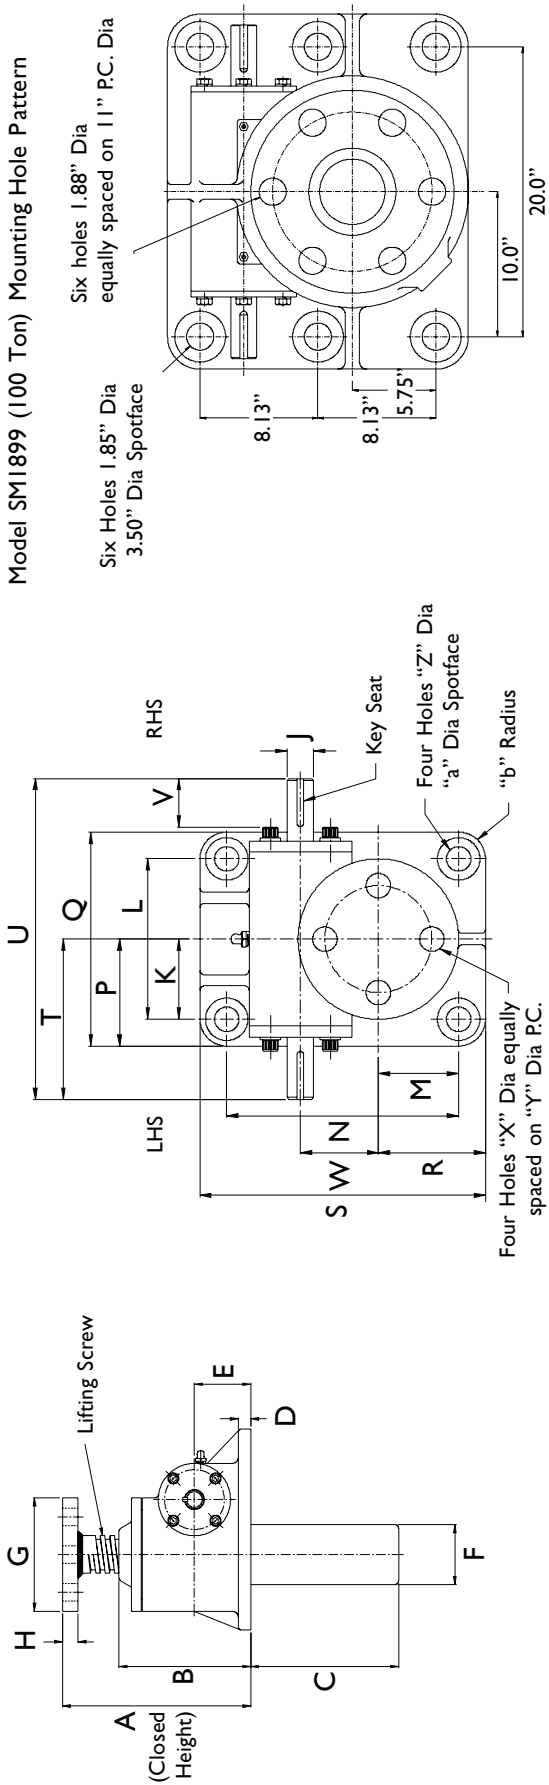 Model SM1899 (100 Ton) Mounting Hole Pattern
Six holes 1.88” Dia
equally spaced on 11” P.C. Dia
Six Holes 1.85” Dia
3.50” Dia Spotface
8.13”
8.13”
5.75”
10.0”
20.0”
LHS
RHS
U
T
V
Q
P
L
K
J
Key Seat
Four Holes “Z” Dia
“a” Dia Spotface
“b” Radius
M
N
W
R
S
Four Holes “X” Dia equally
spaced on “Y” Dia P.C.
G
H
Lifting Screw
A
(Closed
Height)
B
C
D
E
F